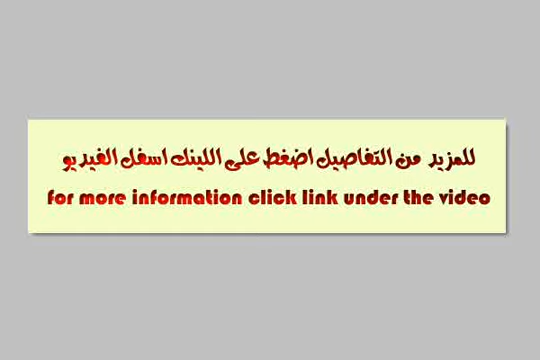 للمزيد من التفاصيل اضغط على اللينك اسفل الفيديو
for more information click link under the video